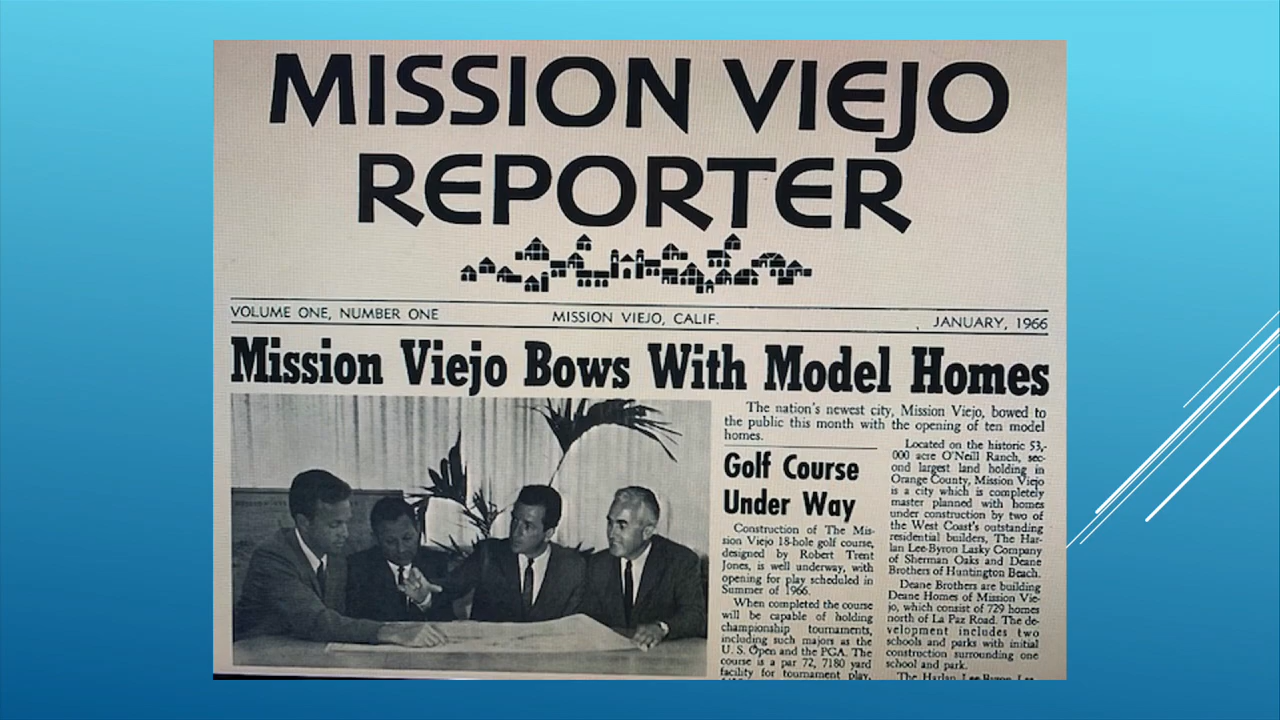 MISSION VIEJO
REPORTER
VOLUME ONE, NUMBER ONE MISSION VIEJO, CALIF. JANUARY, 1966
Mission Viejo Bows With Model Homes
The nation's newest city, Mission Viejo, bowed to
the public this month with the opening of ten model
homes.
Golf Course
Under Way
Construction of The Mis-
sion Viejo 18-hole golf course,
designed by Robert Trent
Jones, is well underway, with
opening for play scheduled in
Summer of 1966.
When completed the course
will be capable of holding
championship tournaments,
including such majors as the
U. S. Open and the PGA. The
course is a par 72, 7180 yard
facility for tournament play,
Located on the historic 53,-
000 acre O'Neill Ranch, sec-
ond largest land holding in
Orange County, Mission Viejo
is a city which is completely
master planned with homes
under construction by two of
the West Coast's outstanding
residential builders, The Har-
lan Lee-Byron Lasky Company
of Sherman Oaks and Deane
Brothers of Huntington Beach.
Deane Brothers are building
Deane Homes of Mission Vie-
jo, which consist of 729 homes
north of La Paz Road. The de-
velopment includes two
schools and parks with initial
construction surrounding one
school and park.
The Harlan Lee-Byron